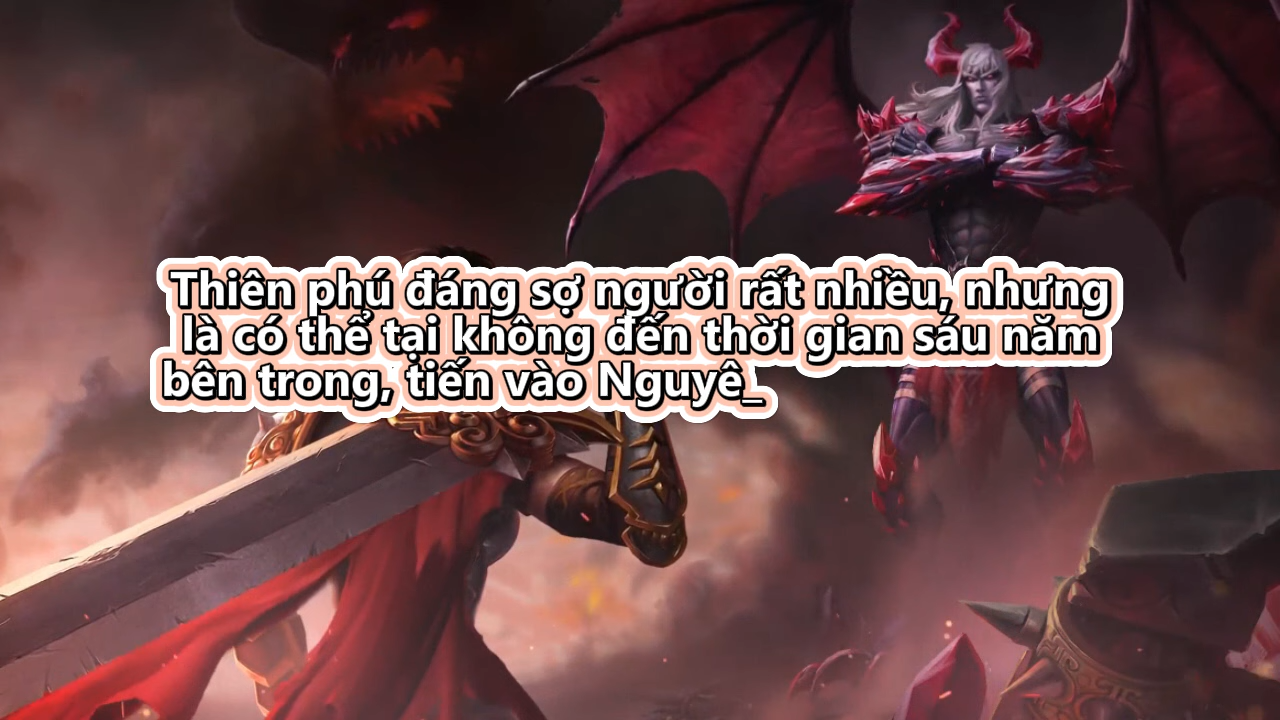 Thiên phú đáng sợ người rất nhiều, nhưng
là có thể tại không đến thời gian sáu năm
bên trong, tiến vào Nguyê_